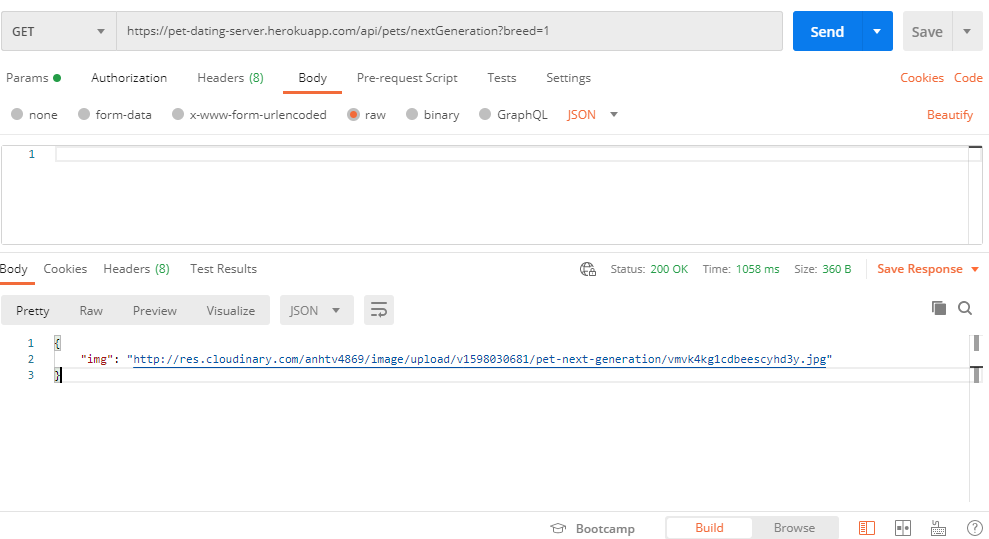 GET https://pet-dating-server.herokuapp.com/api/pets/nextGeneration?breed=1 Send Save
Params Authorization Headers (8) Body Pre-request Script Tests Settings Cookies Code
none form-data x-www-form-urlencoded raw binary GraphQL JSON Beautify
1
Body Cookies Headers (8) Test Results Status: 200 OK Time: 1058 ms Size: 360 B Save Response
Pretty Raw Preview Visualize JSON
1 {
2 "img": "http://res.cloudinary.com/anhtv4869/image/upload/v1598030681/pet-next-generation/vmvk4kg1cdbeescyhd3y.jpg"
3 }
Bootcamp Build Browse